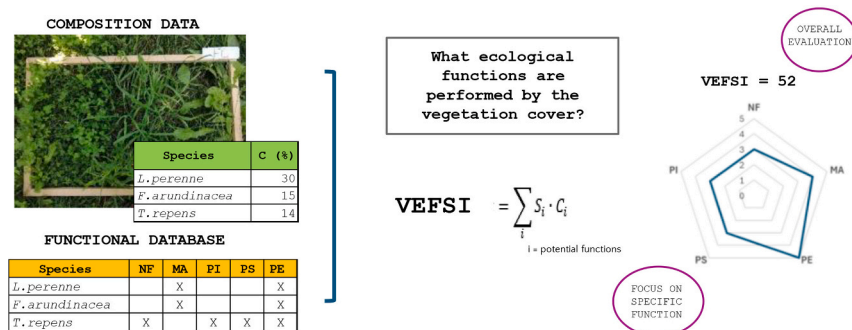 COMPOSITION DATA
Species C (%)
L.perenne 30
F.arundinacea 15
T.repens 14
FUNCTIONAL DATABASE
Species NF MA PI PS PE
L.perenne X X
F.arundinacea X X
T.repens X X X X
What ecological
functions are
performed by the
vegetation cover?
VEFSI = ∑ Si · Ci
i
i = potential functions
OVERALL
EVALUATION
VEFSI = 52
NF
5
4
3
2
1
0
MA
PE
PS
PI
FOCUS ON
SPECIFIC
FUNCTION